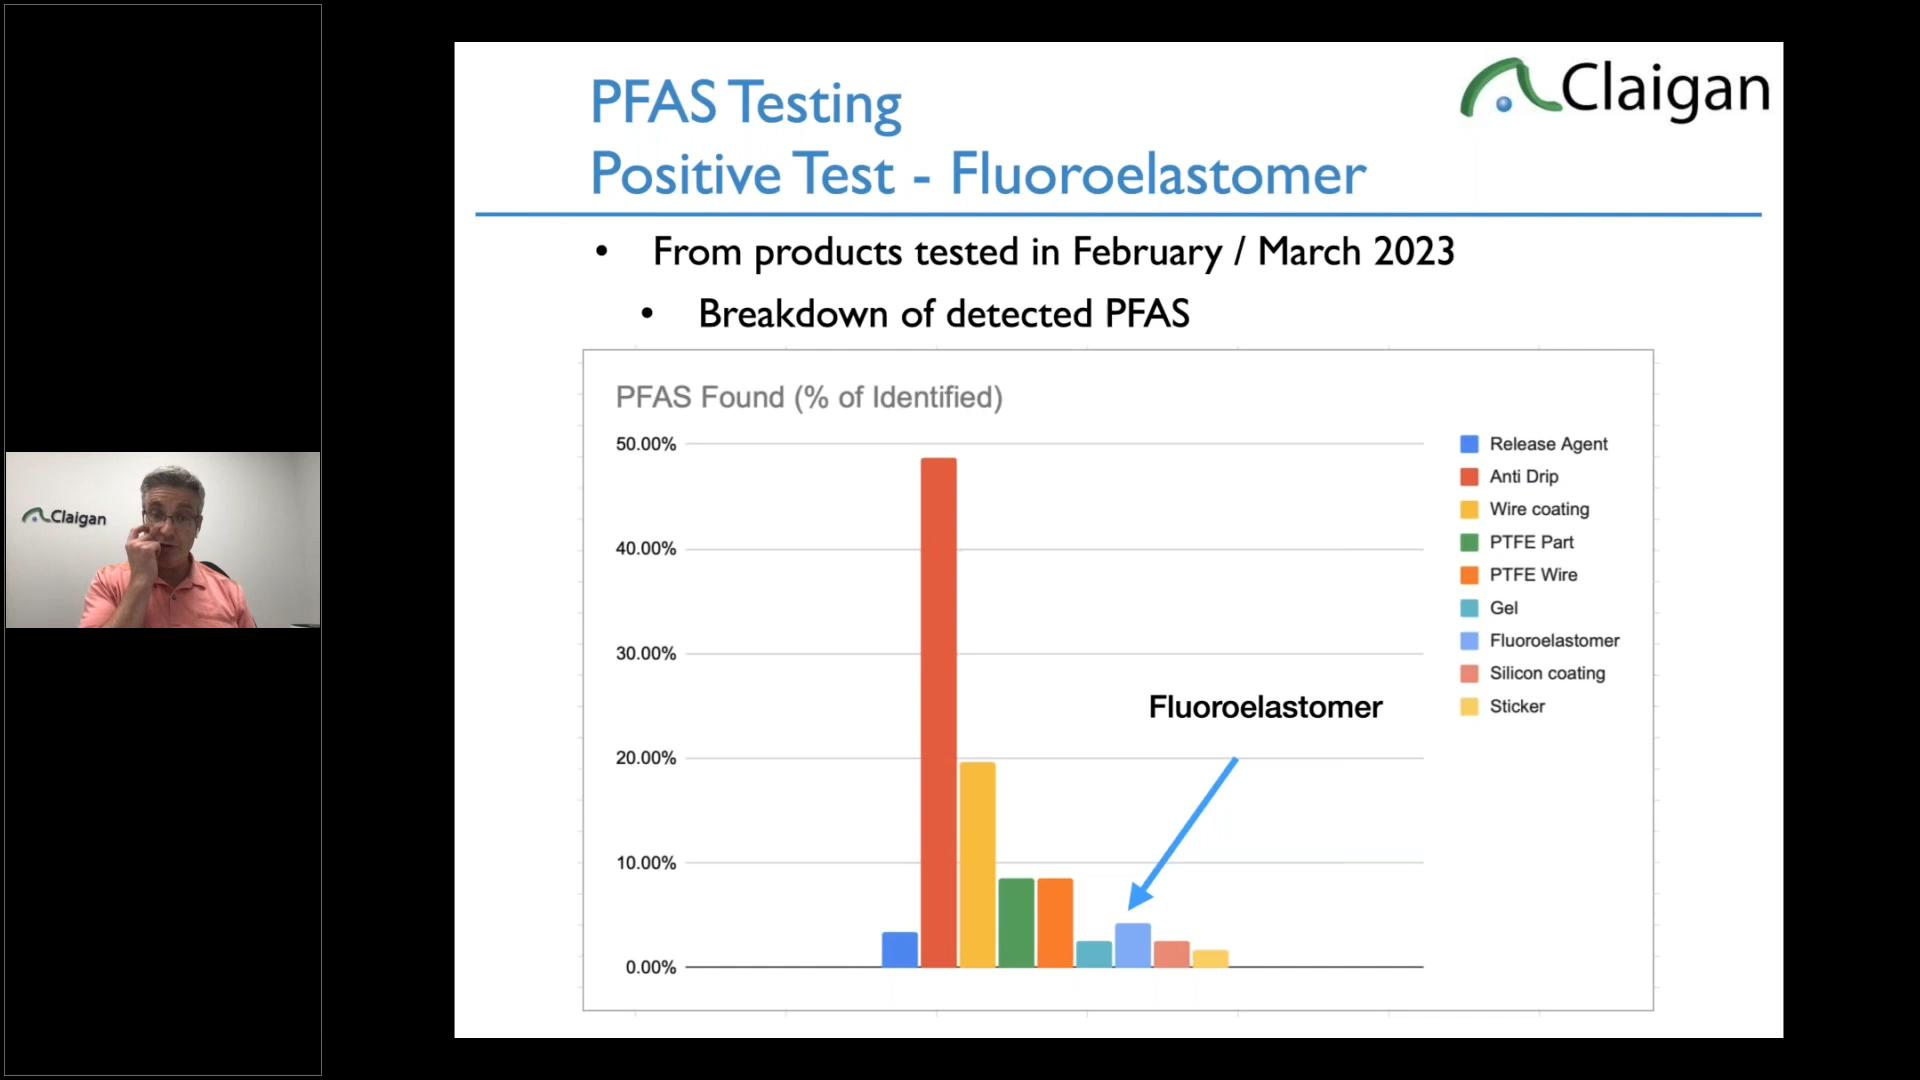 Claigan
PFAS Testing
Positive Test - Fluoroelastomer
Claigan
• From products tested in February / March 2023
• Breakdown of detected PFAS
PFAS Found (% of Identified)
50.00%
40.00%
30.00%
20.00%
10.00%
0.00%
Fluoroelastomer
Release Agent
Anti Drip
Wire coating
PTFE Part
PTFE Wire
Gel
Fluoroelastomer
Silicon coating
Sticker